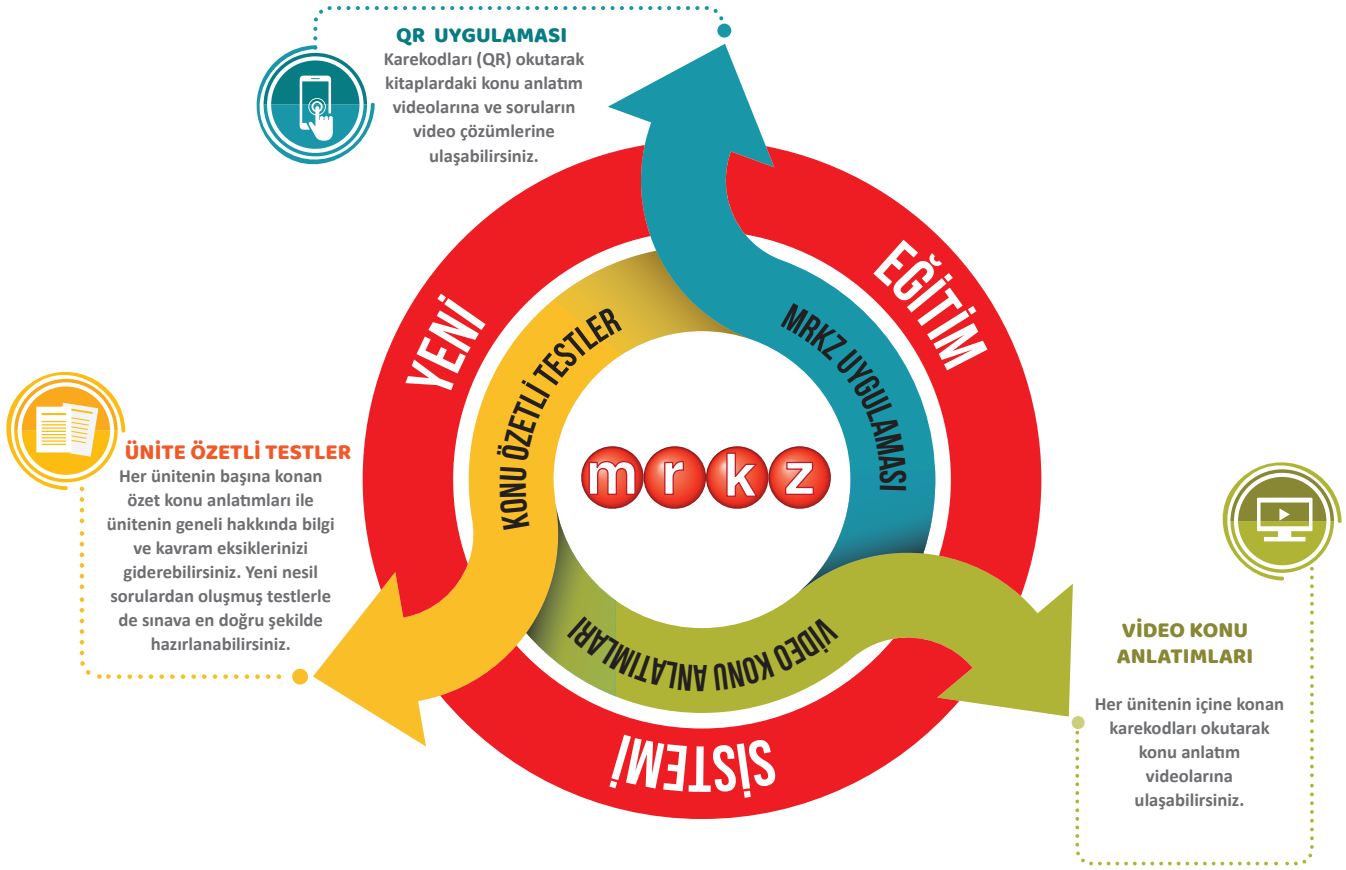 QR UYGULAMASI
Karekodları (QR) okutarak
kitaplardaki konu anlatım
videolarına ve soruların
video çözümlerine
ulaşabilirsiniz.
YENİ
EĞİTİM
SİSTEMİ
KONU ÖZETLİ TESTLER
MRKZ UYGULAMASI
VİDEO KONU ANLATIMLARI
mrkz
ÜNİTE ÖZETLİ TESTLER
Her ünitenin başına konan
özet konu anlatımları ile
ünitenin geneli hakkında bilgi
ve kavram eksiklerinizi
giderebilirsiniz. Yeni nesil
sorulardan oluşmuş testlerle
de sınava en doğru şekilde
hazırlanabilirsiniz.
VİDEO KONU
ANLATIMLARI
Her ünitenin içine konan
karekodları okutarak
konu anlatım
videolarına
ulaşabilirsiniz.